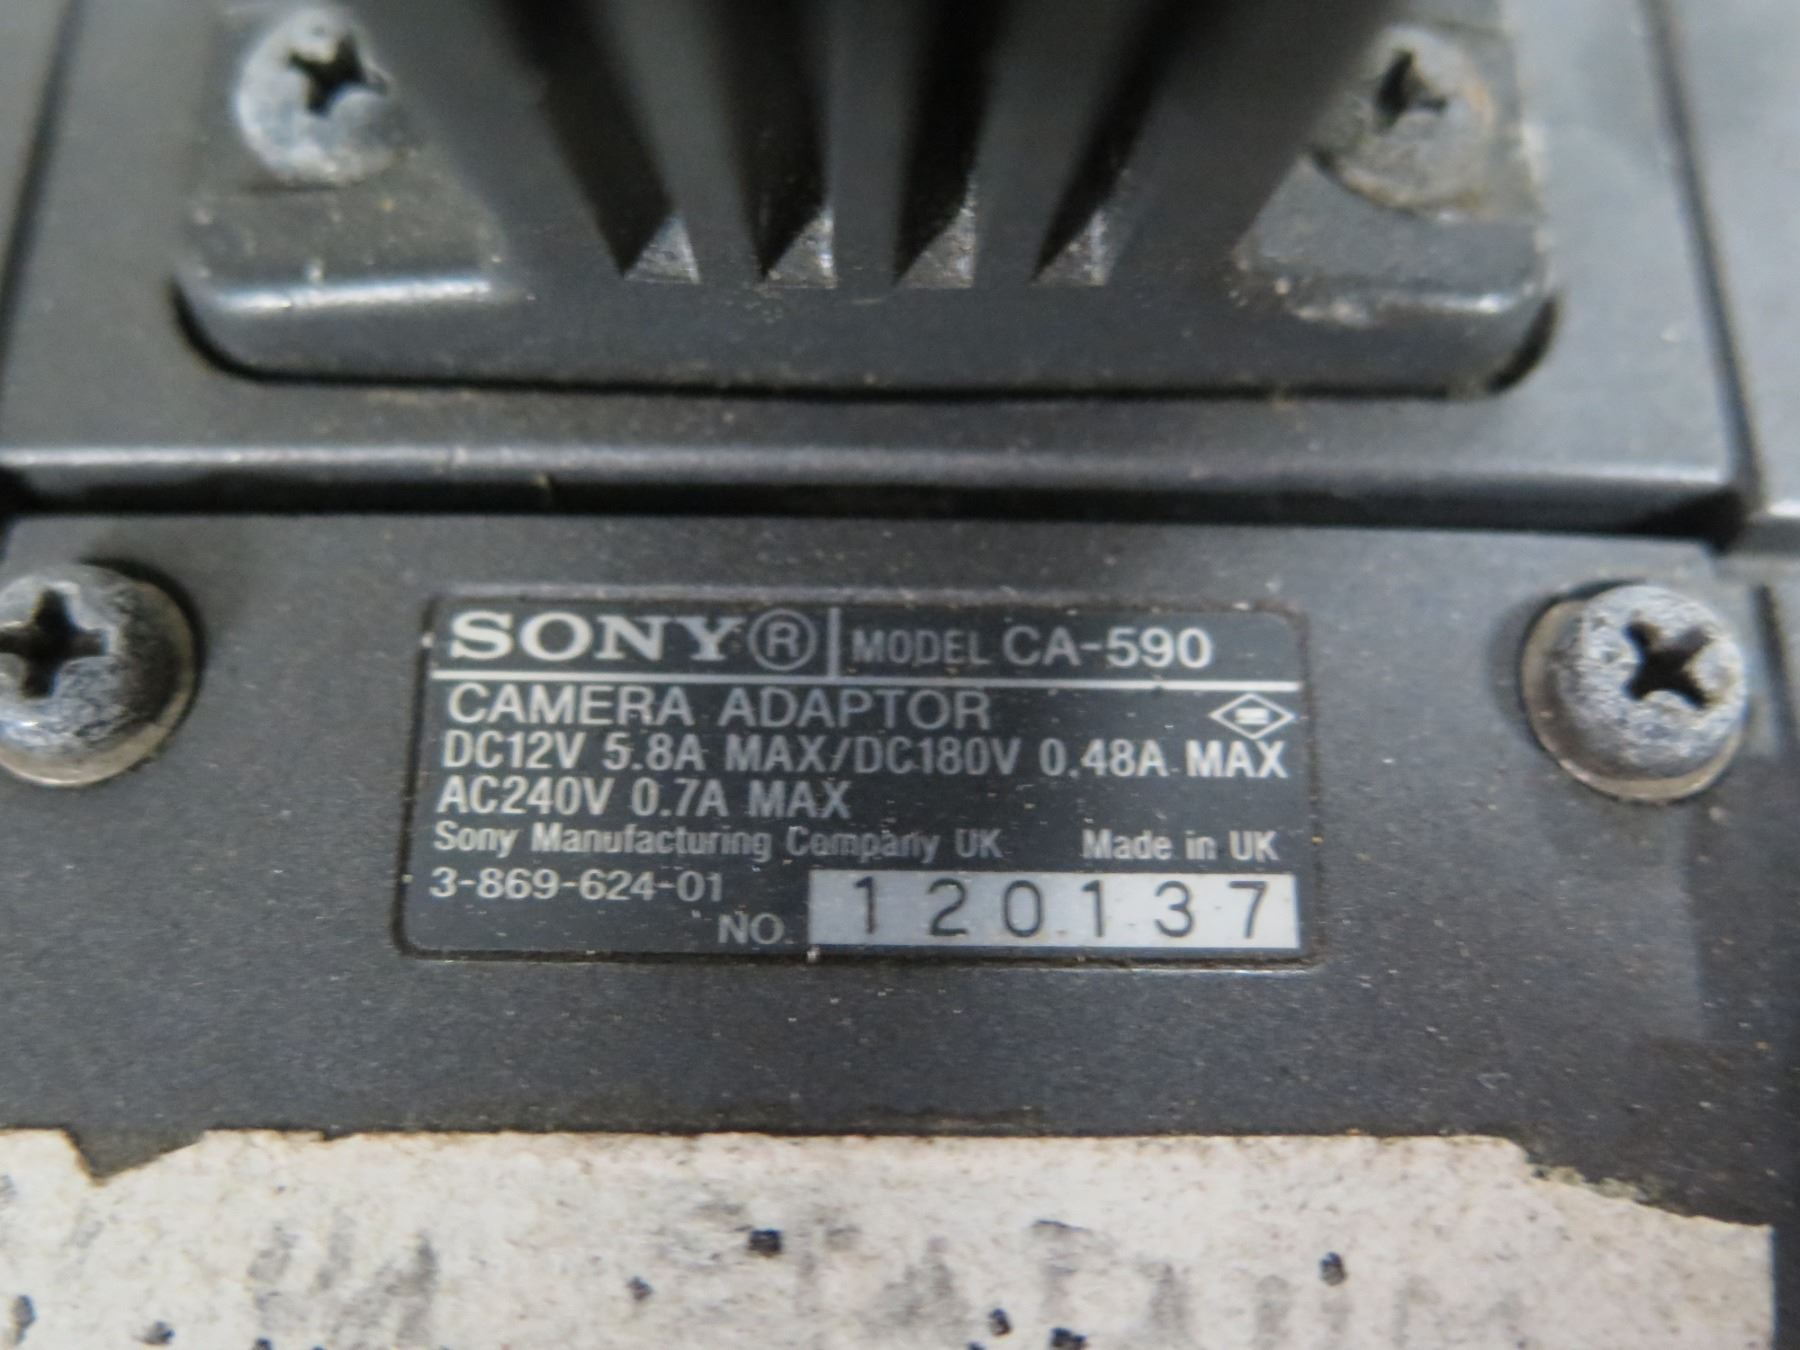 SONY® MODEL CA-590
CAMERA ADAPTOR
DC12V 5.8A MAX/DC180V 0.48A MAX
AC240V 0.7A MAX
Sony Manufacturing Company UK Made in UK
3-869-624-01
NO. 120137